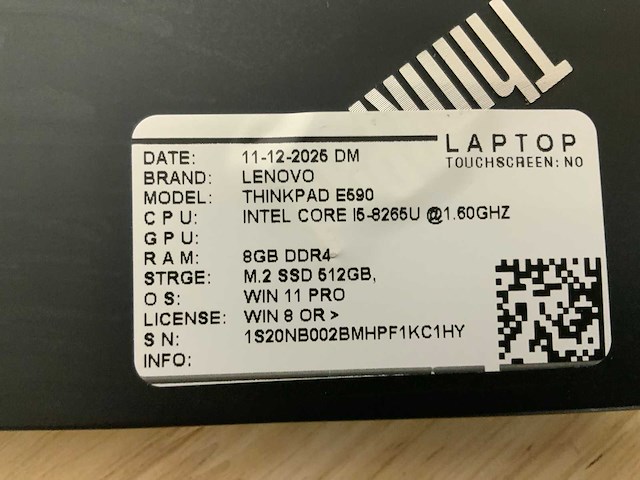 Thin
LAPTOP
TOUCHSCREEN: NO
DATE: 11-12-2025 DM
BRAND: LENOVO
MODEL: THINKPAD E590
CPU: INTEL CORE I5-8265U @1.60GHZ
GPU:
RAM: 8GB DDR4
STRGE: M.2 SSD 512GB,
OS: WIN 11 PRO
LICENSE: WIN 8 OR >
SN: 1S20NB002BMHPF1KC1HY
INFO: